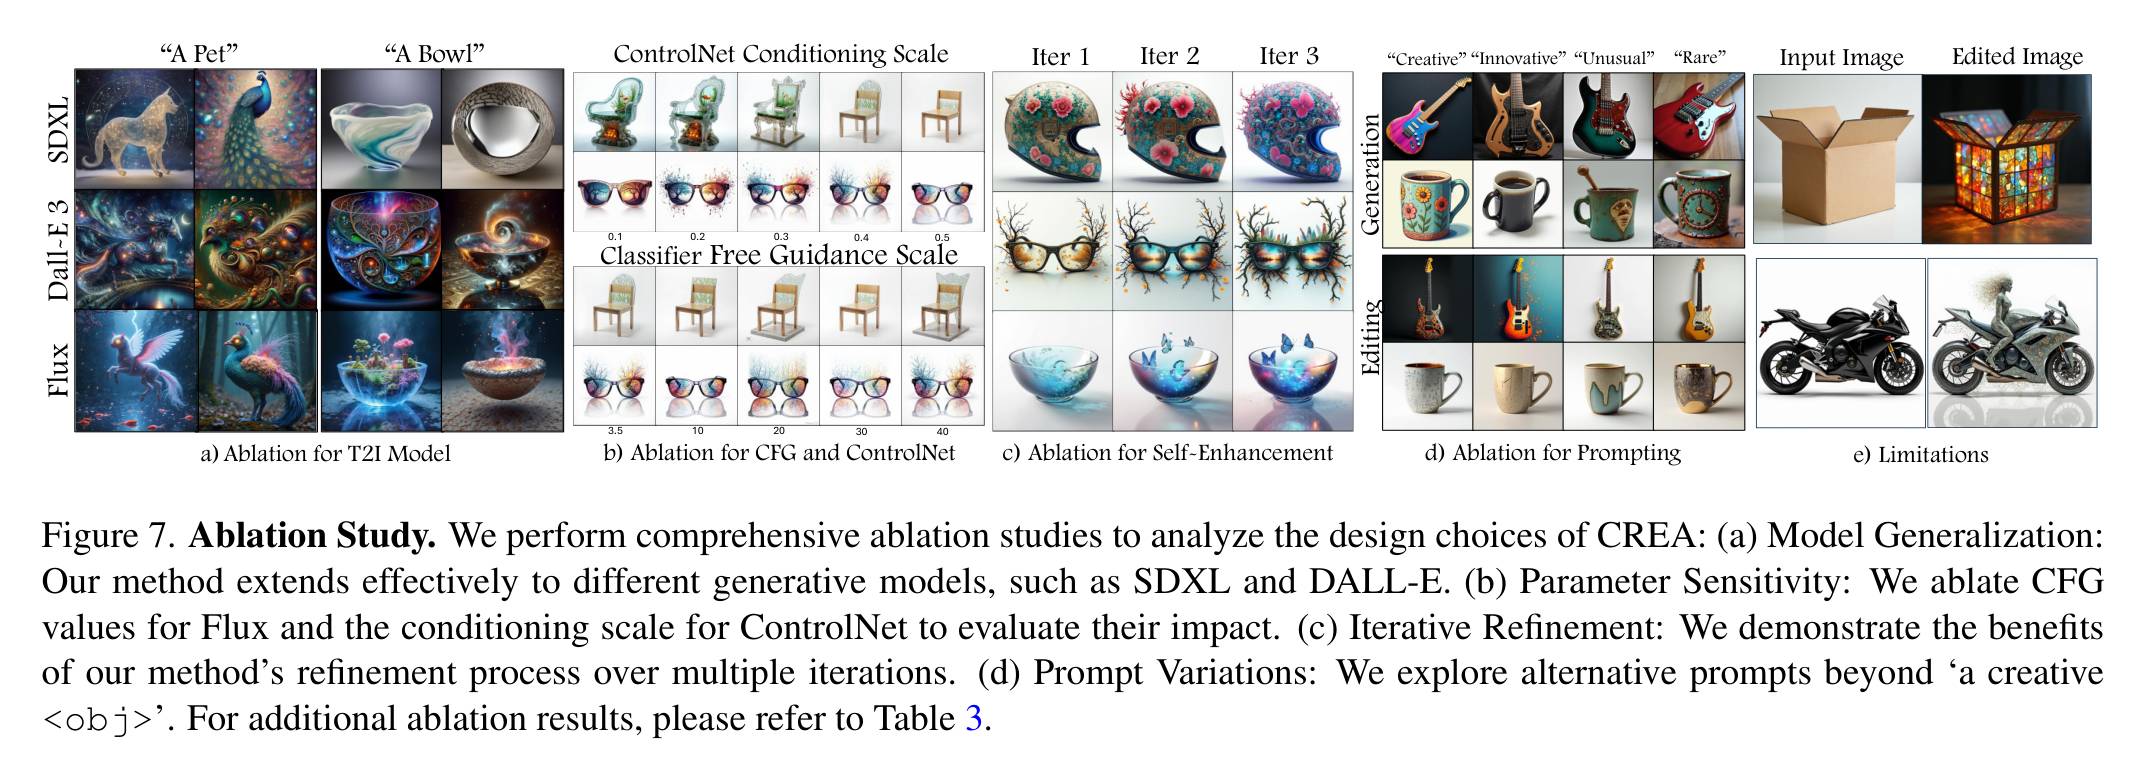 "A Pet"
"A Bowl"
SDXL
Dall-E 3
Flux
a) Ablation for T2I Model
ControlNet Conditioning Scale
0.1 0.2 0.3 0.4 0.5
Classifier Free Guidance Scale
3.5 10 20 30 40
b) Ablation for CFG and ControlNet
Iter 1 Iter 2 Iter 3
c) Ablation for Self-Enhancement
"Creative" "Innovative" "Unusual" "Rare"
Generation
Editing
d) Ablation for Prompting
Input Image Edited Image
e) Limitations
Figure 7. Ablation Study. We perform comprehensive ablation studies to analyze the design choices of CREA: (a) Model Generalization:
Our method extends effectively to different generative models, such as SDXL and DALL-E. (b) Parameter Sensitivity: We ablate CFG
values for Flux and the conditioning scale for ControlNet to evaluate their impact. (c) Iterative Refinement: We demonstrate the benefits
of our method's refinement process over multiple iterations. (d) Prompt Variations: We explore alternative prompts beyond 'a creative
<obj>'. For additional ablation results, please refer to Table 3.